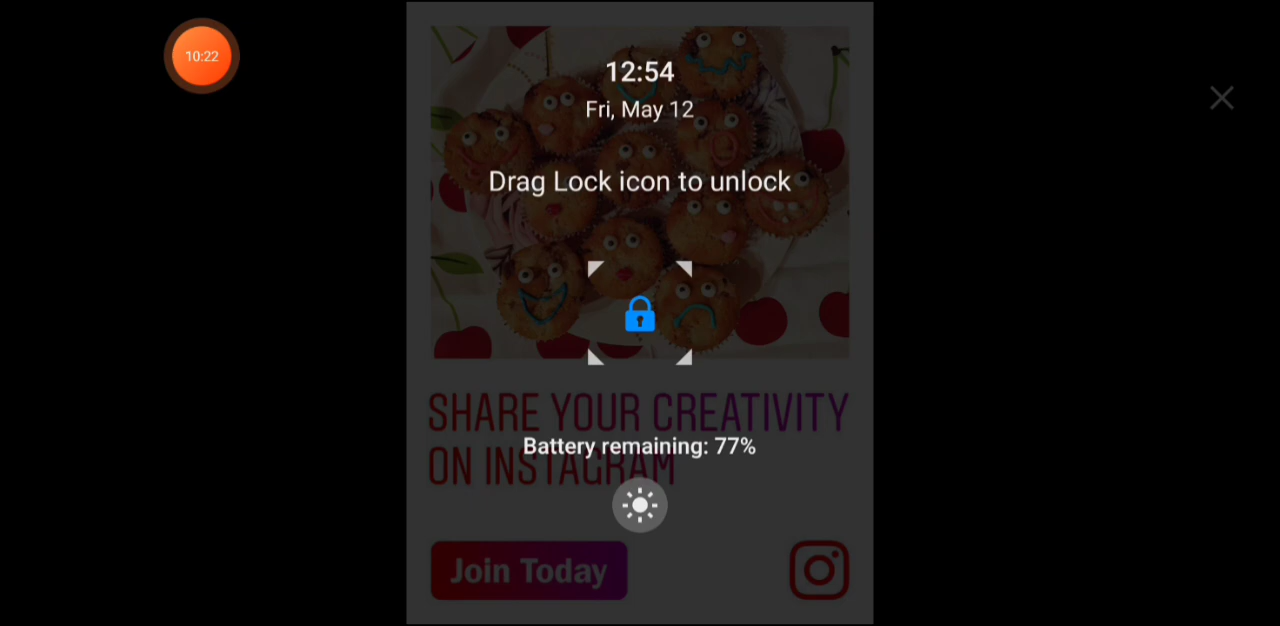 10:22
12:54
Fri, May 12
Drag Lock icon to unlock
SHARE YOUR CREATIVITY
Battery remaining: 77%
ON INSTAGRAM
Join Today